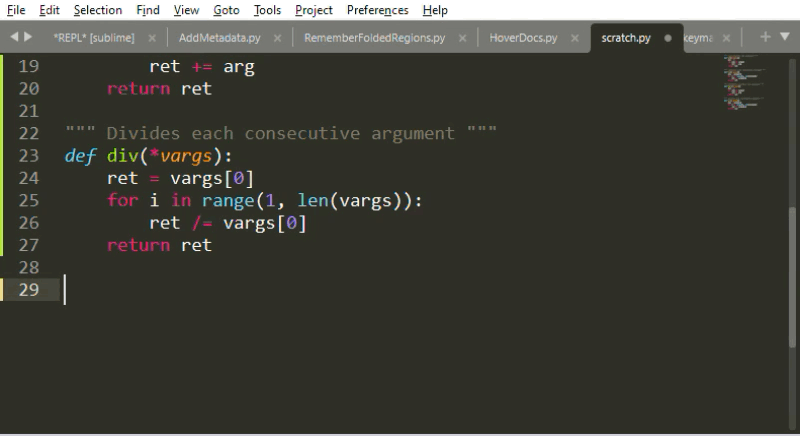 File Edit Selection Find View Goto Tools Project Preferences Help
*REPL* [sublime] × AddMetadata.py × RememberFoldedRegions.py × HoverDocs.py × scratch.py ● keyma × + ▼
19 ret += arg
20 return ret
21
22 """ Divides each consecutive argument """
23 def div(*vargs):
24 ret = vargs[0]
25 for i in range(1, len(vargs)):
26 ret /= vargs[0]
27 return ret
28
29